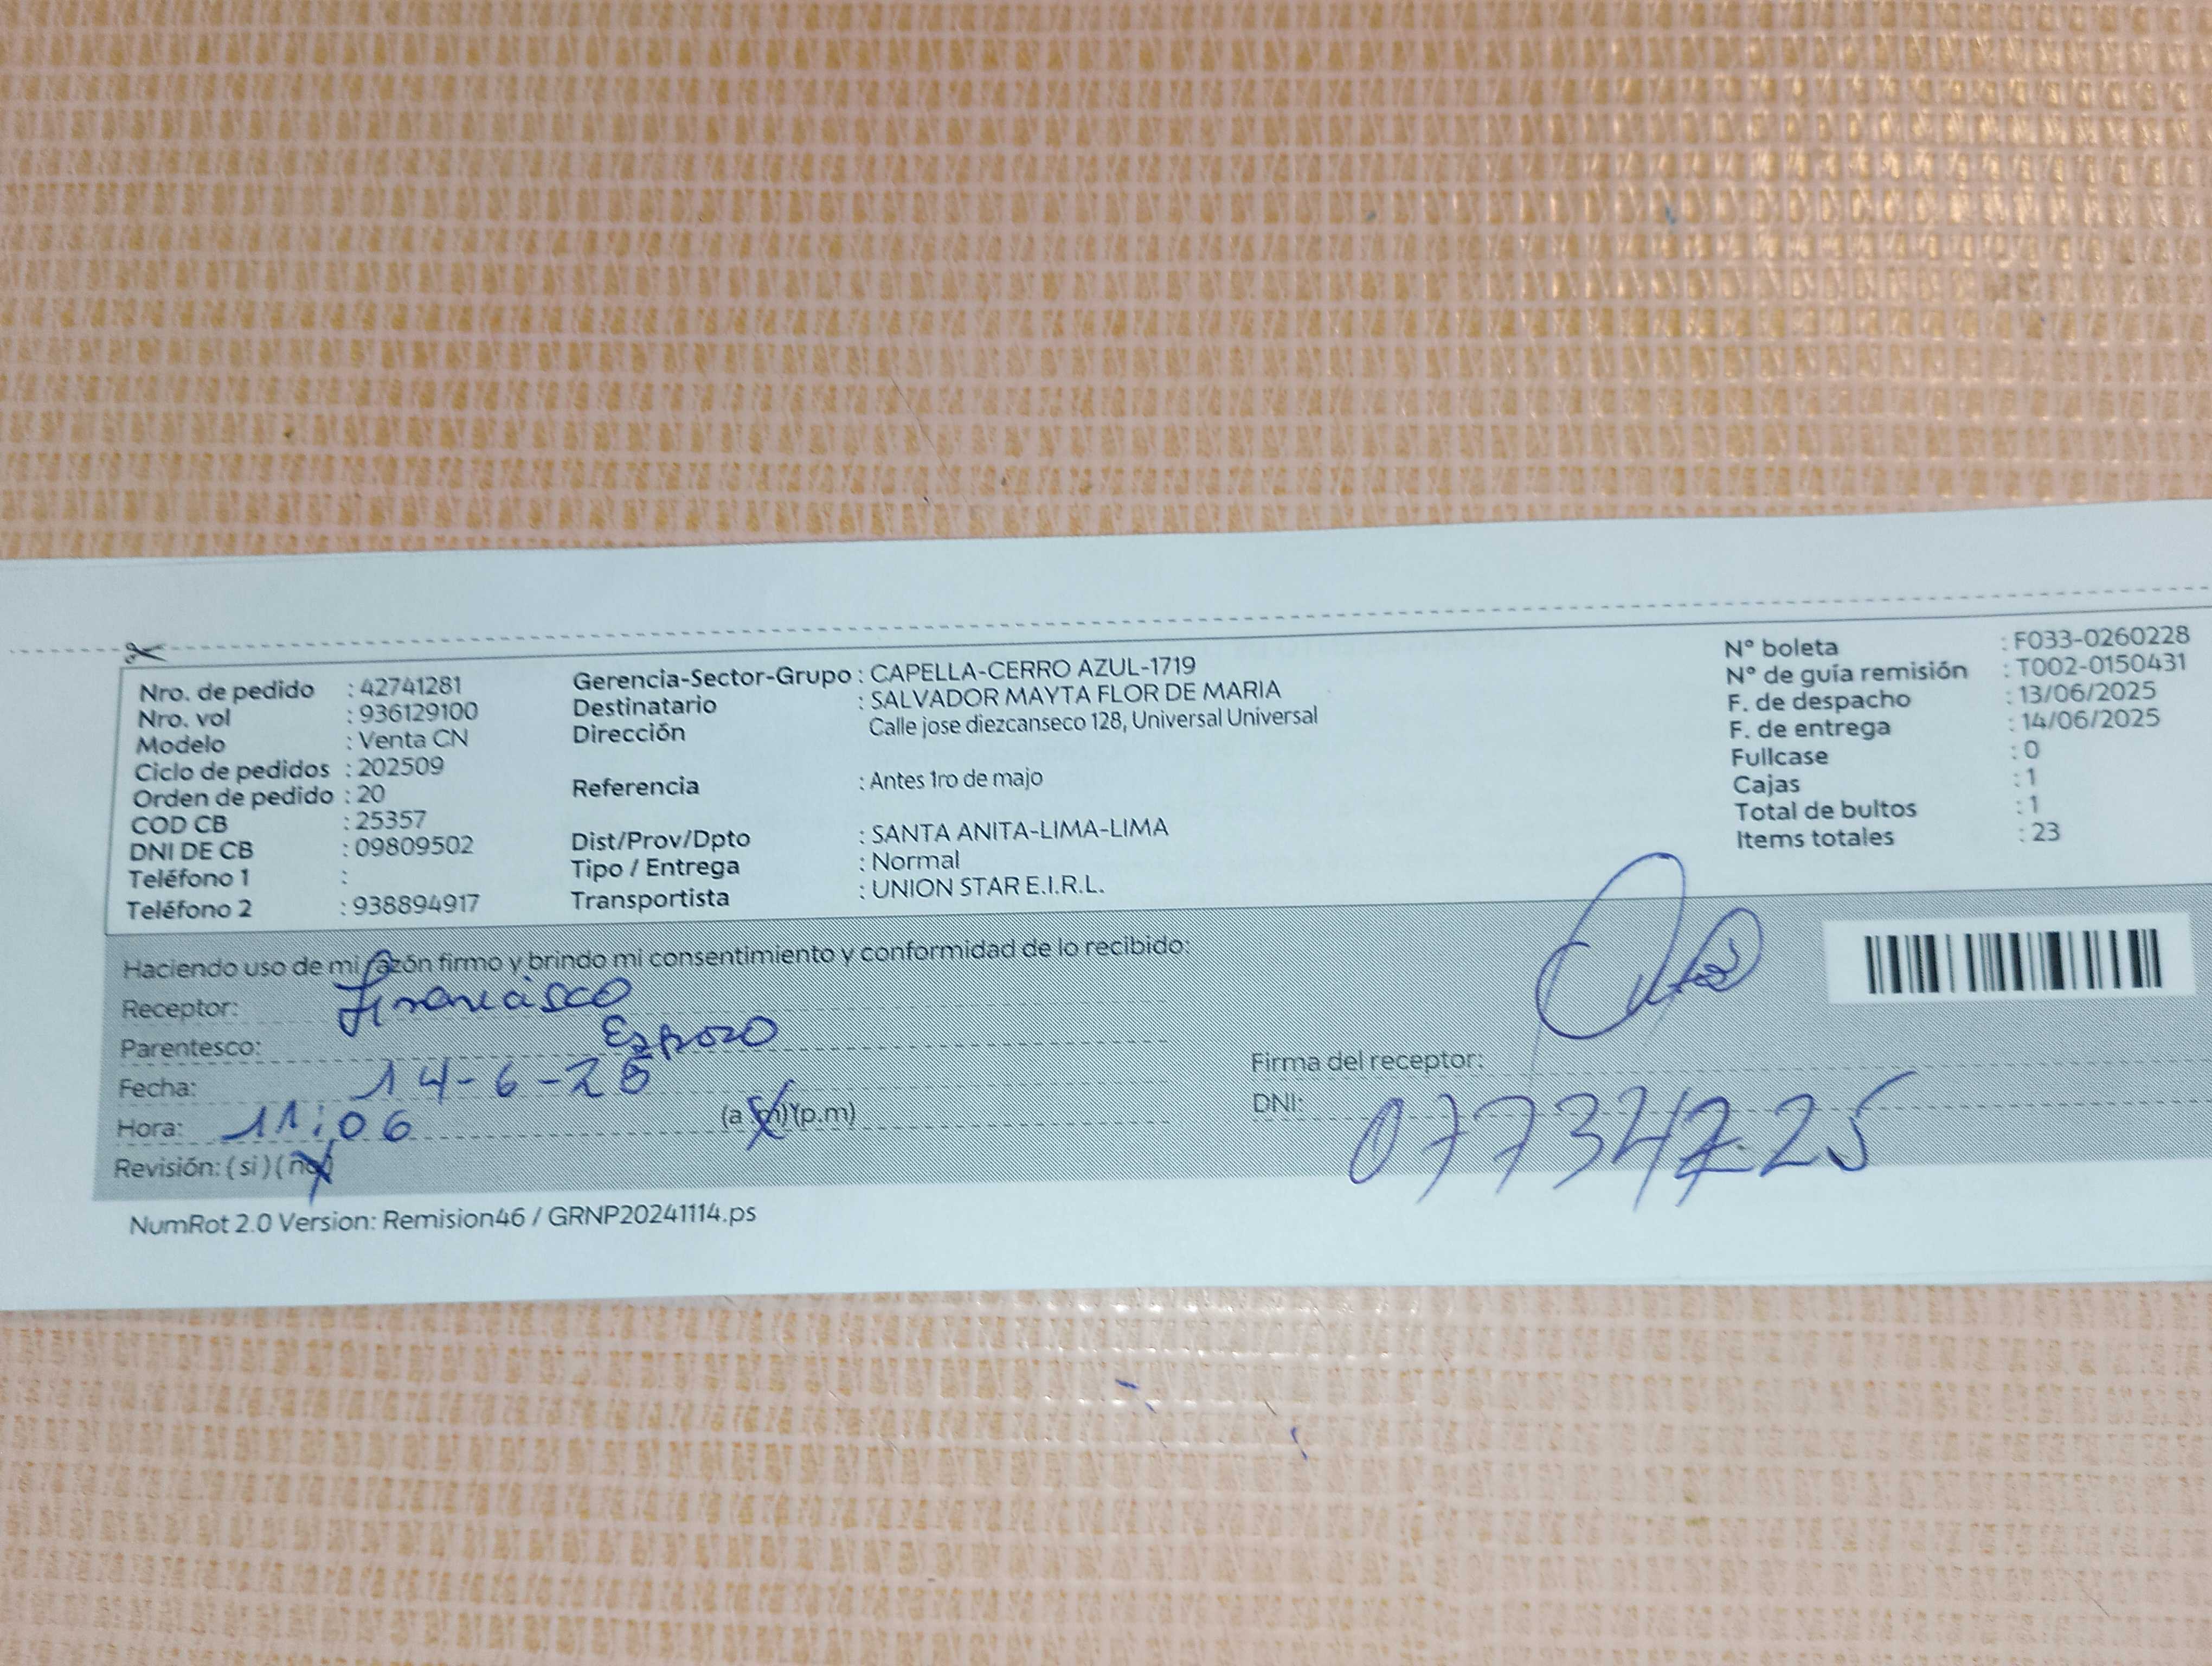 Nro. de pedido : 42741281
Nro. vol : 936129100
Modelo : Venta CN
Ciclo de pedidos : 202509
Orden de pedido : 20
COD CB : 25357
DNI DE CB : 09809502
Teléfono 1 :
Teléfono 2 : 938894917
Gerencia-Sector-Grupo : CAPELLA-CERRO AZUL-1719
Destinatario : SALVADOR MAYTA FLOR DE MARIA
Dirección Calle jose diezcanseco 128, Universal Universal
Referencia : Antes 1ro de majo
Dist/Prov/Dpto : SANTA ANITA-LIMA-LIMA
Tipo / Entrega : Normal
Transportista : UNION STAR E.I.R.L.
N° boleta : F033-0260228
N° de guía remisión : T002-0150431
F. de despacho : 13/06/2025
F. de entrega : 14/06/2025
Fullcase : 0
Cajas : 1
Total de bultos : 1
Items totales : 23
Haciendo uso de mi razón firmo y brindo mi consentimiento y conformidad de lo recibido:
Receptor: Francisco
Parentesco: Esposo
Fecha: 14-6-25
Hora: 11:06 (a.m)(p.m)
Revisión: (si) (no)
Firma del receptor:
DNI: 07734225
NumRot 2.0 Version: Remision46 / GRNP20241114.ps